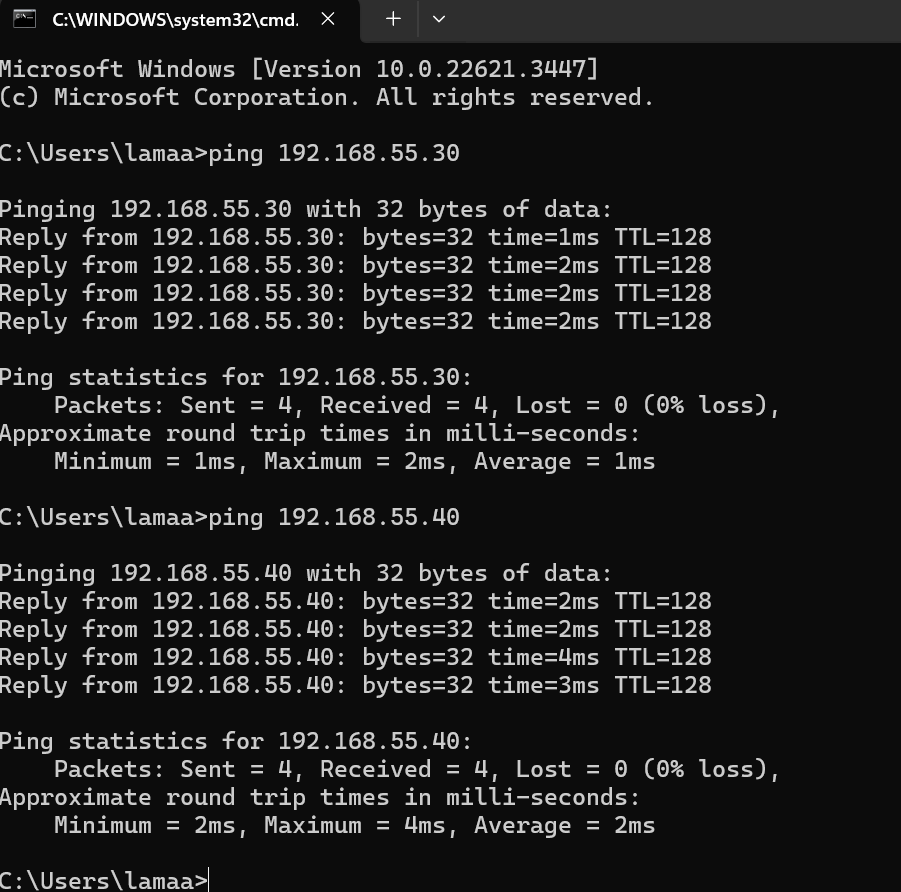 C:\WINDOWS\system32\cmd.
Microsoft Windows [Version 10.0.22621.3447]
(c) Microsoft Corporation. All rights reserved.
C:\Users\lamaa>ping 192.168.55.30
Pinging 192.168.55.30 with 32 bytes of data:
Reply from 192.168.55.30: bytes=32 time=1ms TTL=128
Reply from 192.168.55.30: bytes=32 time=2ms TTL=128
Reply from 192.168.55.30: bytes=32 time=2ms TTL=128
Reply from 192.168.55.30: bytes=32 time=2ms TTL=128
Ping statistics for 192.168.55.30:
    Packets: Sent = 4, Received = 4, Lost = 0 (0% loss),
Approximate round trip times in milli-seconds:
    Minimum = 1ms, Maximum = 2ms, Average = 1ms
C:\Users\lamaa>ping 192.168.55.40
Pinging 192.168.55.40 with 32 bytes of data:
Reply from 192.168.55.40: bytes=32 time=2ms TTL=128
Reply from 192.168.55.40: bytes=32 time=2ms TTL=128
Reply from 192.168.55.40: bytes=32 time=4ms TTL=128
Reply from 192.168.55.40: bytes=32 time=3ms TTL=128
Ping statistics for 192.168.55.40:
    Packets: Sent = 4, Received = 4, Lost = 0 (0% loss),
Approximate round trip times in milli-seconds:
    Minimum = 2ms, Maximum = 4ms, Average = 2ms
C:\Users\lamaa>